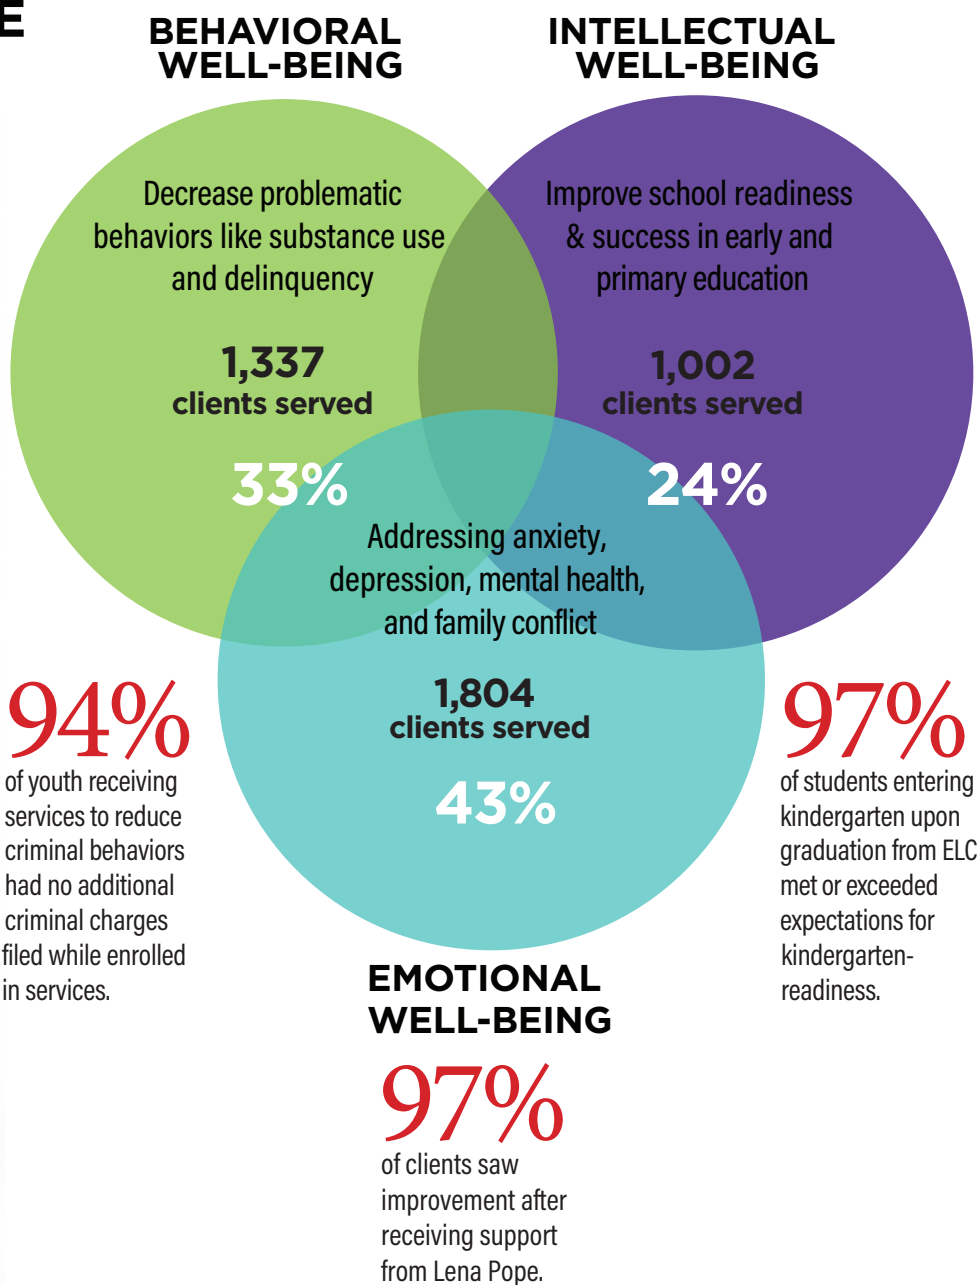 E
BEHAVIORAL
WELL-BEING
Decrease problematic
behaviors like substance use
and delinquency
1,337
clients served
33%
INTELLECTUAL
WELL-BEING
Improve school readiness
& success in early and
primary education
1,002
clients served
24%
Addressing anxiety,
depression, mental health,
and family conflict
1,804
clients served
43%
94%
of youth receiving
services to reduce
criminal behaviors
had no additional
criminal charges
filed while enrolled
in services.
97%
of students entering
kindergarten upon
graduation from ELC
met or exceeded
expectations for
kindergarten-
readiness.
EMOTIONAL
WELL-BEING
97%
of clients saw
improvement after
receiving support
from Lena Pope.